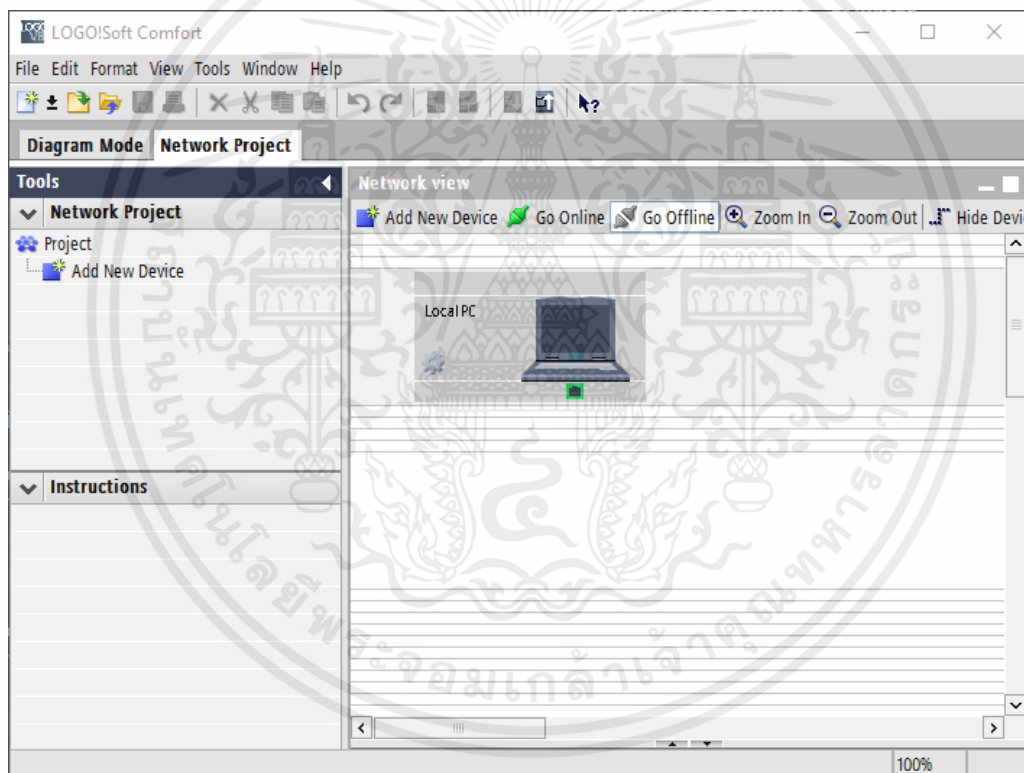 LOGO!Soft Comfort
File Edit Format View Tools Window Help
Diagram Mode Network Project
Tools
Network Project
Project
Add New Device
Instructions
Network view
Add New Device Go Online Go Offline Zoom In Zoom Out Hide Devi
Local PC
100%